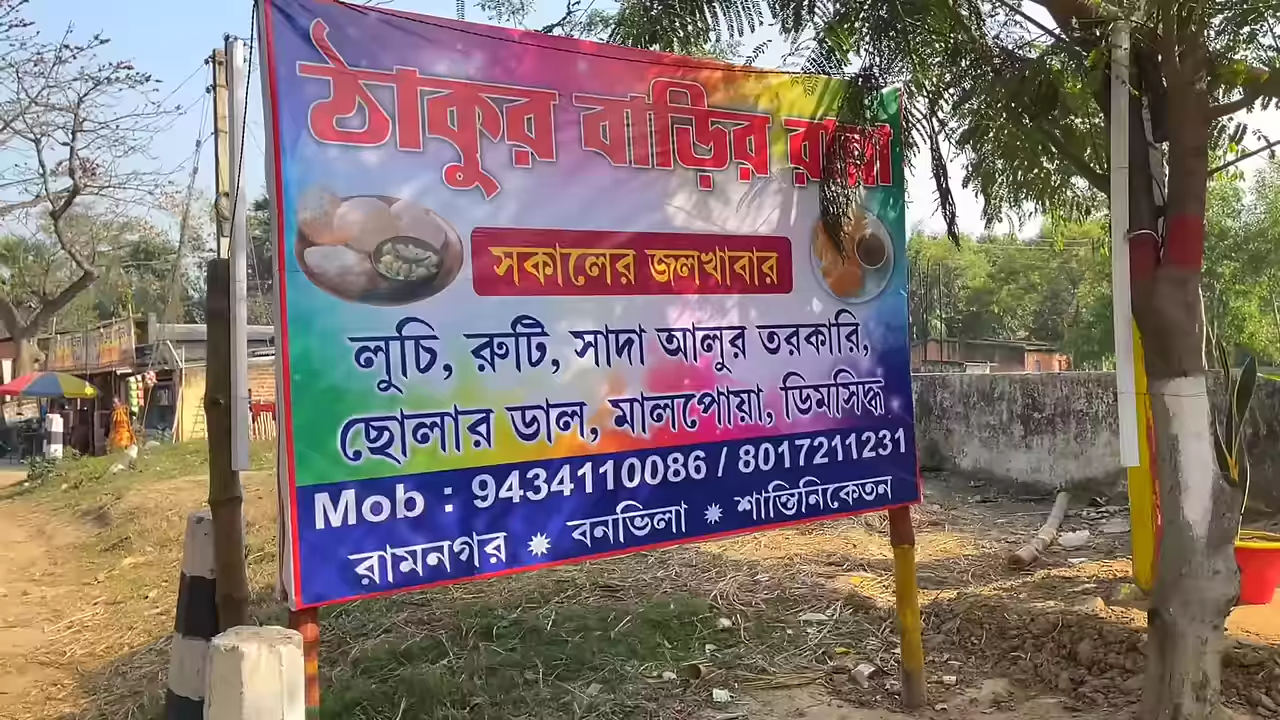 ঠাকুর বাড়ির রান্না
সকালের জলখাবার
লুচি, রুটি, সাদা আলুর তরকারি,
ছোলার ডাল, মালপোয়া, ডিমসিদ্ধ
Mob : 9434110086 / 8017211231
রামনগর ✹ বনভিলা ✹ শান্তিনিকেতন